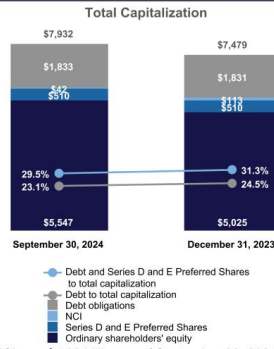 Total Capitalization
$7,932
$7,479
$1,833
$1,831
$42
$113
$510
$510
29.5%
31.3%
23.1%
24.5%
$5,547
$5,025
September 30, 2024
December 31, 2023
Debt and Series D and E Preferred Shares
to total capitalization
Debt to total capitalization
Debt obligations
NCI
Series D and E Preferred Shares
Ordinary shareholders' equity